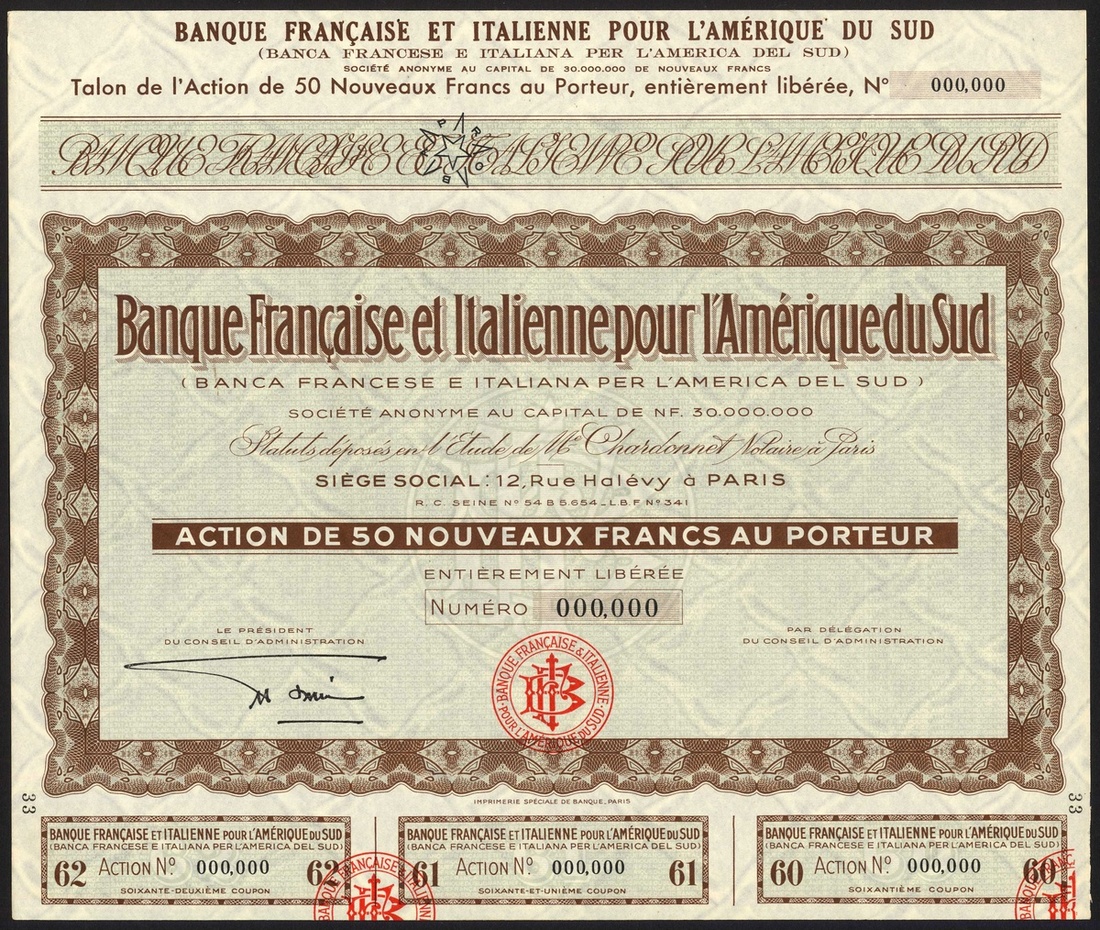 BANQUE FRANÇAISE ET ITALIENNE POUR L'AMÉRIQUE DU SUD
(BANCA FRANCESE E ITALIANA PER L'AMERICA DEL SUD)
SOCIÉTÉ ANONYME AU CAPITAL DE 30.000.000 DE NOUVEAUX FRANCS
Talon de l'Action de 50 Nouveaux Francs au Porteur, entièrement libérée, N° 000,000
BANQUE FRANÇAISE ET ITALIENNE POUR L'AMÉRIQUE DU SUD
Banque Française et Italienne pour l'Amérique du Sud
(BANCA FRANCESE E ITALIANA PER L'AMERICA DEL SUD)
SOCIÉTÉ ANONYME AU CAPITAL DE NF. 30.000.000
Statuts déposés en l'Etude de Me Chardonnet Notaire à Paris
SIÈGE SOCIAL: 12, Rue Halévy à PARIS
R. C. SEINE N° 54 B 5.654 _ L.B.F N° 341
ACTION DE 50 NOUVEAUX FRANCS AU PORTEUR
ENTIÈREMENT LIBÉRÉE
NUMÉRO 000,000
LE PRÉSIDENT
DU CONSEIL D'ADMINISTRATION
PAR DÉLÉGATION
DU CONSEIL D'ADMINISTRATION
BANQUE FRANÇAISE & ITALIENNE
POUR L'AMÉRIQUE DU SUD
IMPRIMERIE SPÉCIALE DE BANQUE_PARIS
33
33
BANQUE FRANÇAISE ET ITALIENNE POUR L'AMÉRIQUE DU SUD
(BANCA FRANCESE E ITALIANA PER L'AMERICA DEL SUD)
62 ACTION N° 000,000 62
SOIXANTE-DEUXIÈME COUPON
BANQUE FRANÇAISE ET ITALIENNE POUR L'AMÉRIQUE DU SUD
(BANCA FRANCESE E ITALIANA PER L'AMERICA DEL SUD)
61 ACTION N° 000,000 61
SOIXANTE-ET-UNIÈME COUPON
BANQUE FRANÇAISE ET ITALIENNE POUR L'AMÉRIQUE DU SUD
(BANCA FRANCESE E ITALIANA PER L'AMERICA DEL SUD)
60 ACTION N° 000,000 60
SOIXANTIÈME COUPON